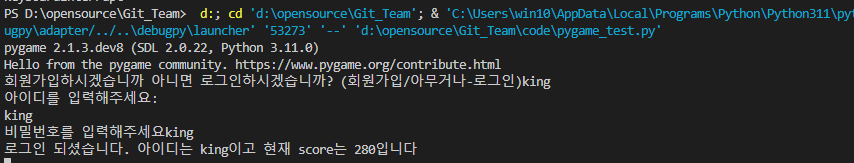 PS D:\opensource\Git_Team>  d:; cd 'd:\opensource\Git_Team'; & 'C:\Users\win10\AppData\Local\Programs\Python\Python311\py
ugpy\adapter/../..\debugpy\launcher' '53273' '--' 'd:\opensource\Git_Team\code\pygame_test.py'
pygame 2.1.3.dev8 (SDL 2.0.22, Python 3.11.0)
Hello from the pygame community. https://www.pygame.org/contribute.html
회원가입하시겠습니까 아니면 로그인하시겠습니까? (회원가입/아무거나-로그인)king
아이디를 입력해주세요:
king
비밀번호를 입력해주세요king
로그인 되셨습니다. 아이디는 king이고 현재 score는 280입니다